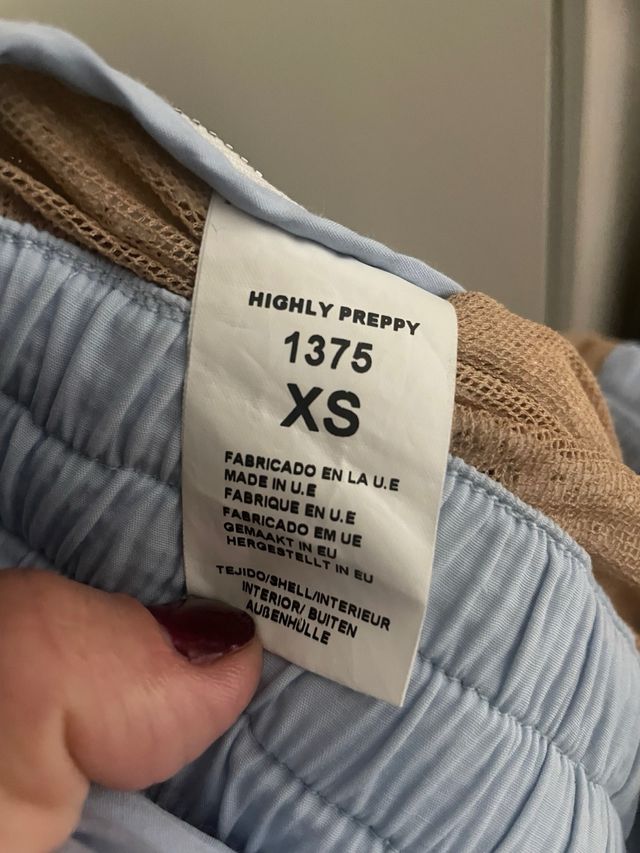 HIGHLY PREPPY
1375
XS
FABRICADO EN LA U.E
MADE IN U.E
FABRIQUE EN U.E
FABRICADO EM UE
GEMAAKT IN EU
HERGESTELLT IN EU
TEJIDO/SHELL/INTERIEUR
INTERIOR/ BUITEN
AUßENHÜLLE